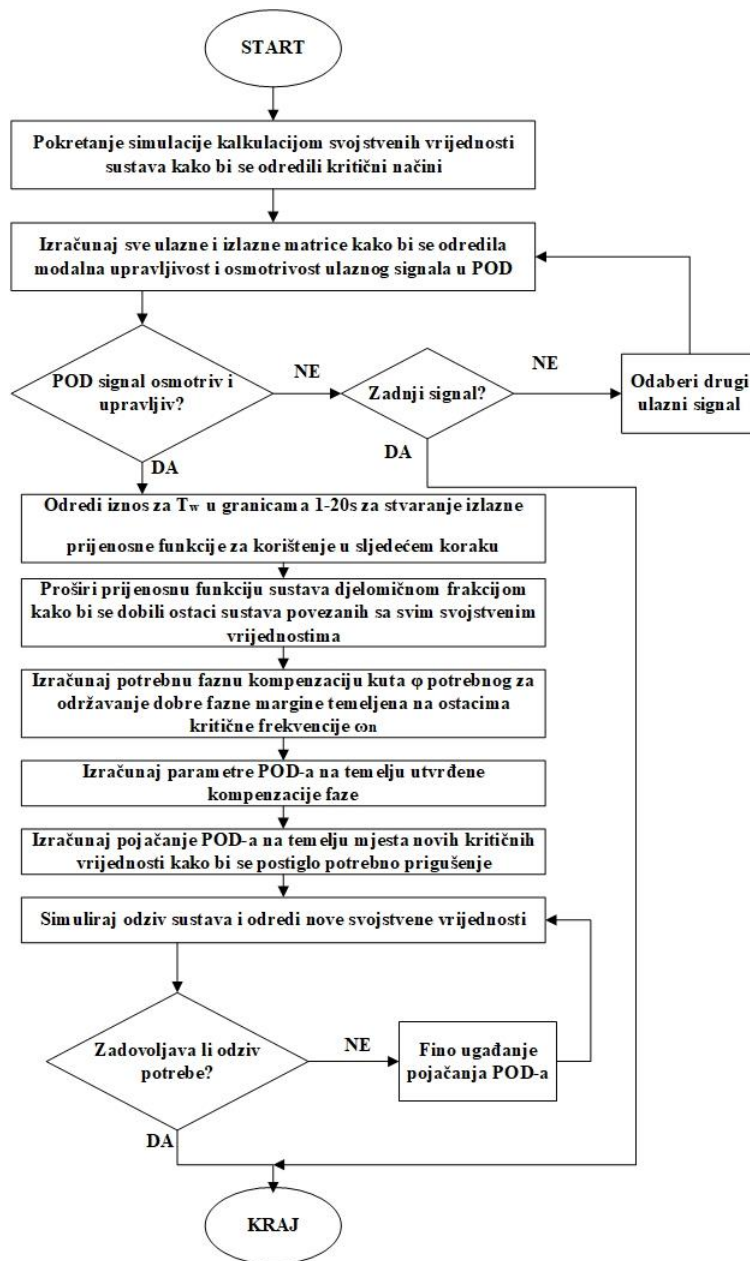 START
Pokretanje simulacije kalkulacijom svojstvenih vrijednosti
sustava kako bi se odredili kritični načini
Izračunaj sve ulazne i izlazne matrice kako bi se odredila
modalna upravljivost i osmotrivost ulaznog signala u POD
POD signal osmotriv i
upravljiv?
NE
Zadnji signal?
NE
Odaberi drugi
ulazni signal
DA
DA
Odredi iznos za Tw u granicama 1-20s za stvaranje izlazne
prijenosne funkcije za korištenje u sljedećem koraku
Proširi prijenosnu funkciju sustava djelomičnom frakcijom
kako bi se dobili ostaci sustava povezanih sa svim svojstvenim
vrijednostima
Izračunaj potrebnu faznu kompenzaciju kuta φ potrebnog za
održavanje dobre fazne margine temeljena na ostacima
kritične frekvencije ωn
Izračunaj parametre POD-a na temelju utvrđene
kompenzacije faze
Izračunaj pojačanje POD-a na temelju mjesta novih kritičnih
vrijednosti kako bi se postiglo potrebno prigušenje
Simuliraj odziv sustava i odredi nove svojstvene vrijednosti
Zadovoljava li odziv
potrebe?
NE
Fino ugađanje
pojačanja POD-a
DA
KRAJ